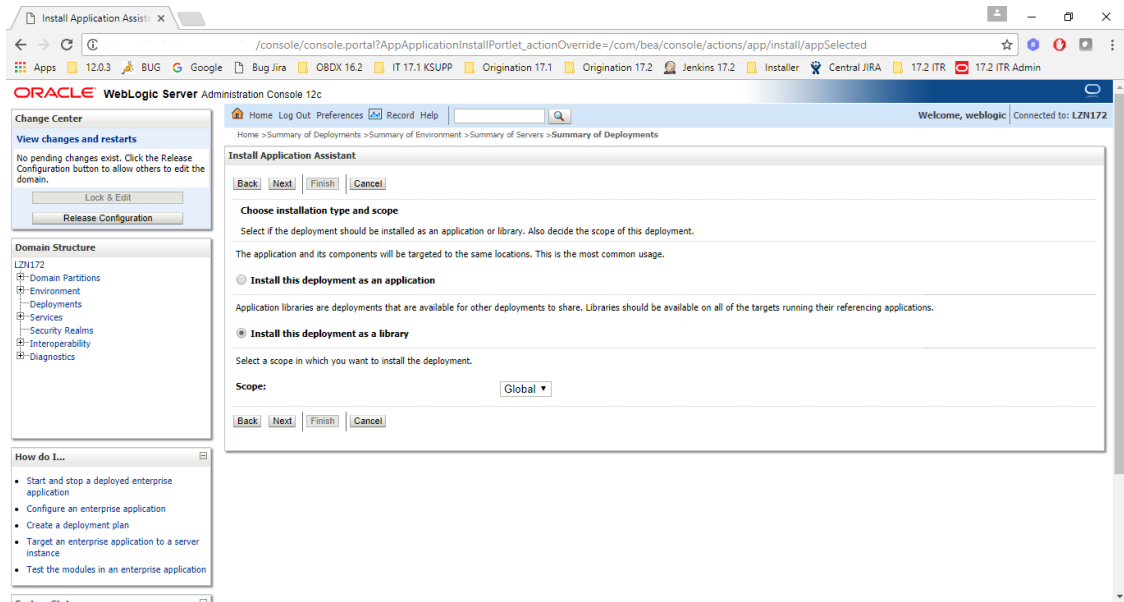 Install Application Assist
/console/console.portal?AppApplicationInstallPortlet_actionOverride=/com/bea/console/actions/app/install/appSelected
Apps 12.0.3 BUG Google Bug Jira OBDX 16.2 IT 17.1 KSUPP Origination 17.1 Origination 17.2 Jenkins 17.2 Installer Central JIRA 17.2 ITR 17.2 ITR Admin
ORACLE WebLogic Server Administration Console 12c
Change Center
View changes and restarts
No pending changes exist. Click the Release
Configuration button to allow others to edit the
domain.
Lock & Edit
Release Configuration
Domain Structure
LZN172
Domain Partitions
Environment
Deployments
Services
Security Realms
Interoperability
Diagnostics
How do I...
Start and stop a deployed enterprise
application
Configure an enterprise application
Create a deployment plan
Target an enterprise application to a server
instance
Test the modules in an enterprise application
Home Log Out Preferences Record Help
Welcome, weblogic Connected to: LZN172
Home >Summary of Deployments >Summary of Environment >Summary of Servers >Summary of Deployments
Install Application Assistant
Back Next Finish Cancel
Choose installation type and scope
Select if the deployment should be installed as an application or library. Also decide the scope of this deployment.
The application and its components will be targeted to the same locations. This is the most common usage.
Install this deployment as an application
Application libraries are deployments that are available for other deployments to share. Libraries should be available on all of the targets running their referencing applications.
Install this deployment as a library
Select a scope in which you want to install the deployment.
Scope: Global
Back Next Finish Cancel